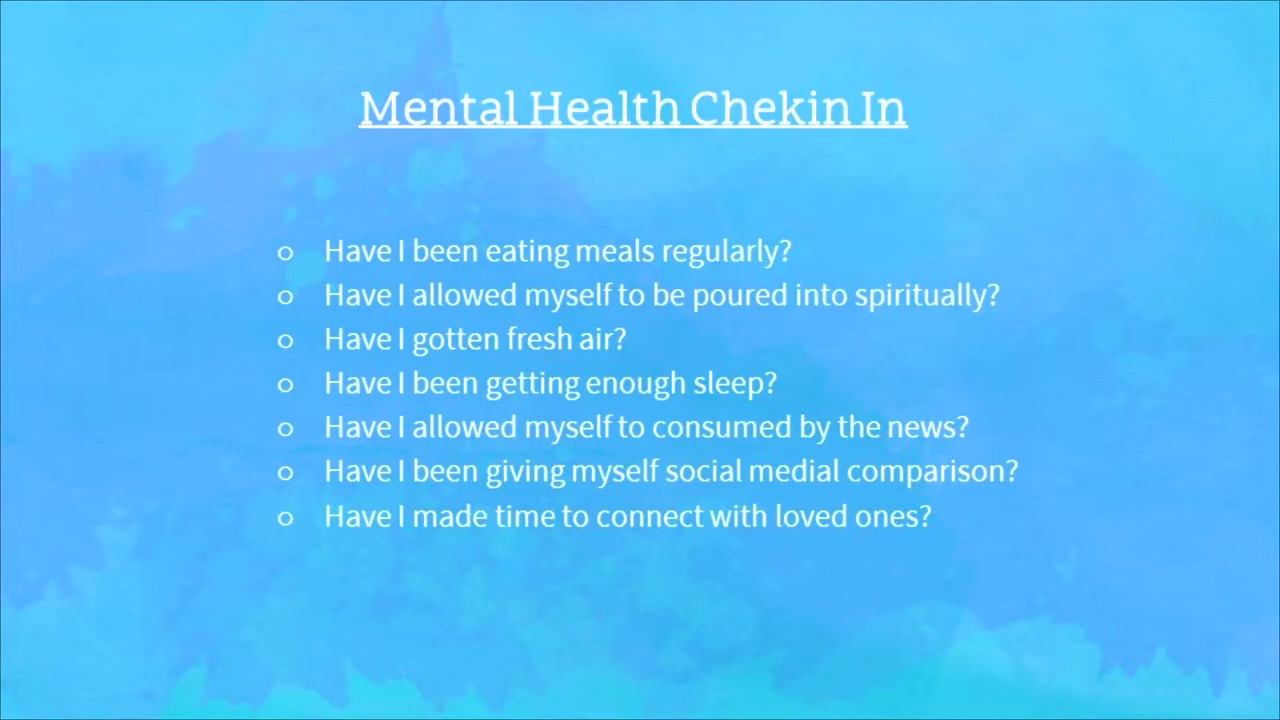 Mental Health Chekin In
o Have I been eating meals regularly?
o Have I allowed myself to be poured into spiritually?
o Have I gotten fresh air?
o Have I been getting enough sleep?
o Have I allowed myself to consumed by the news?
o Have I been giving myself social medial comparison?
o Have I made time to connect with loved ones?